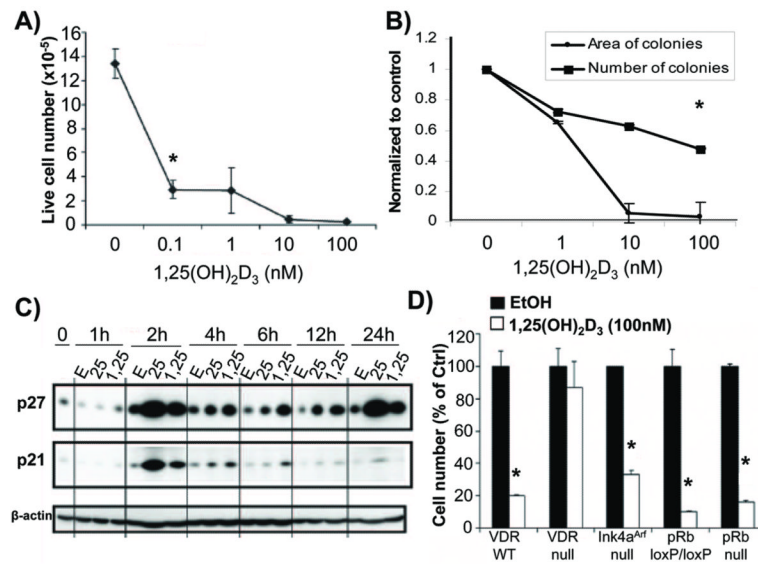 A)
Live cell number (x10-5)
16
14
12
10
8
6
4
2
0
*
0 0.1 1 10 100
1,25(OH)2D3 (nM)
B)
Normalized to control
1.2
1
0.8
0.6
0.4
0.2
0
Area of colonies
Number of colonies
*
0 1 10 100
1,25(OH)2D3 (nM)
C)
0 1h 2h 4h 6h 12h 24h
E 25 1,25 E 25 1,25 E 25 1,25 E 25 1,25 E 25 1,25 E 25 1,25
p27
p21
β-actin
D)
EtOH
1,25(OH)2D3 (100nM)
Cell number (% of Ctrl)
120
100
80
60
40
20
0
* * * *
VDR WT
VDR null
Ink4aArf null
pRb loxP/loxP
pRb null